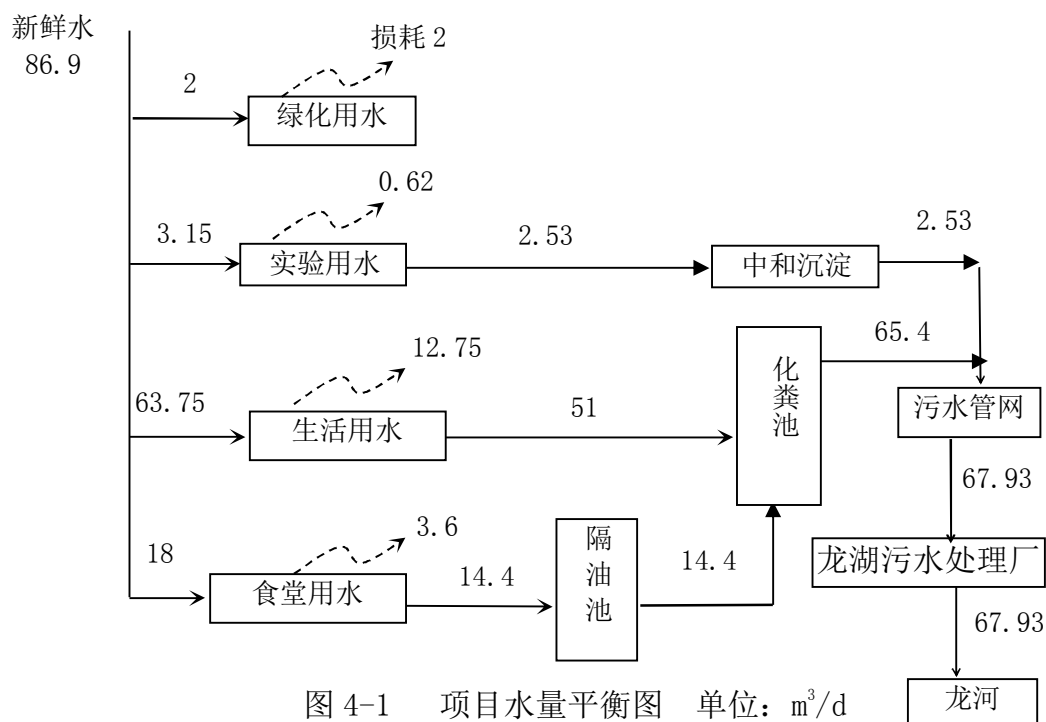 新鲜水
86.9
损耗 2
2
绿化用水
0.62
3.15
实验用水
2.53
中和沉淀
2.53
12.75
63.75
生活用水
51
化粪池
65.4
污水管网
67.93
3.6
18
食堂用水
14.4
隔油池
14.4
龙湖污水处理厂
67.93
龙河
图 4-1 项目水量平衡图 单位：m³/d